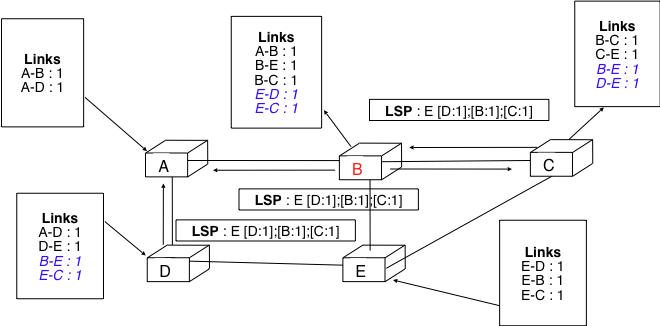 Links
A-B : 1
A-D : 1
Links
A-B : 1
B-E : 1
B-C : 1
E-D : 1
E-C : 1
Links
B-C : 1
C-E : 1
B-E : 1
D-E : 1
LSP : E [D:1];[B:1];[C:1]
A
B
C
LSP : E [D:1];[B:1];[C:1]
LSP : E [D:1];[B:1];[C:1]
Links
A-D : 1
D-E : 1
B-E : 1
E-C : 1
D
E
Links
E-D : 1
E-B : 1
E-C : 1